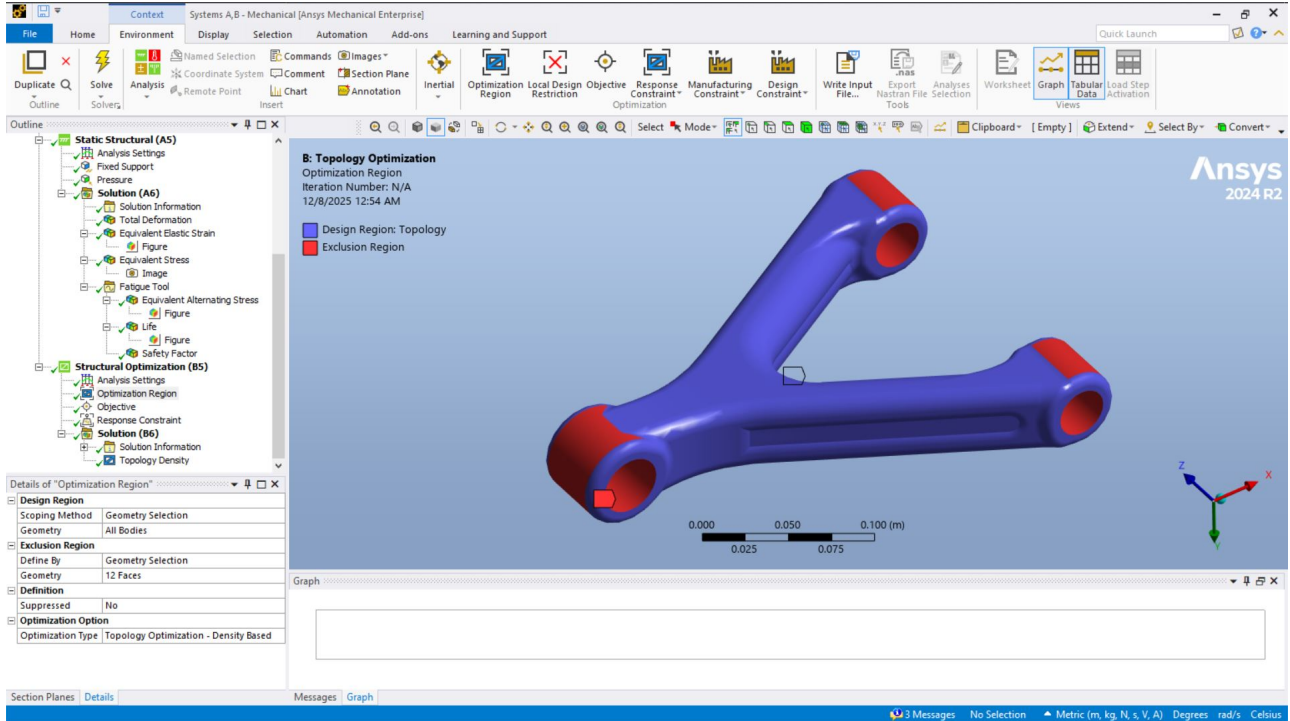 Context
Systems A,B - Mechanical [Ansys Mechanical Enterprise]
File Home Environment Display Selection Automation Add-ons Learning and Support
Quick Launch
Duplicate Q
Solve
Analysis
Named Selection
Coordinate System
Remote Point
Commands
Comment
Chart
Images
Section Plane
Annotation
Inertial
Optimization Region
Local Design Restriction
Objective
Response Constraint
Manufacturing Constraint
Design Constraint
Write Input File...
.nas
Export Nastran File
Analyses Selection
Worksheet
Graph
Tabular Data
Load Step Activation
Outline Solvers Insert Optimization Tools Views
Outline
Select Mode Clipboard [ Empty ] Extend Select By Convert
Static Structural (A5)
Analysis Settings
Fixed Support
Pressure
Solution (A6)
Solution Information
Total Deformation
Equivalent Elastic Strain
Figure
Equivalent Stress
Image
Fatigue Tool
Equivalent Alternating Stress
Figure
Life
Figure
Safety Factor
Structural Optimization (B5)
Analysis Settings
Optimization Region
Objective
Response Constraint
Solution (B6)
Solution Information
Topology Density
Details of "Optimization Region"
Design Region
Scoping Method Geometry Selection
Geometry All Bodies
Exclusion Region
Define By Geometry Selection
Geometry 12 Faces
Definition
Suppressed No
Optimization Option
Optimization Type Topology Optimization - Density Based
Section Planes Details
B: Topology Optimization
Optimization Region
Iteration Number: N/A
12/8/2025 12:54 AM
Design Region: Topology
Exclusion Region
Ansys
2024 R2
0.000 0.050 0.100 (m)
0.025 0.075
Z
X
Y
Graph
Messages Graph
3 Messages No Selection Metric (m, kg, N, s, V, A) Degrees rad/s Celsius